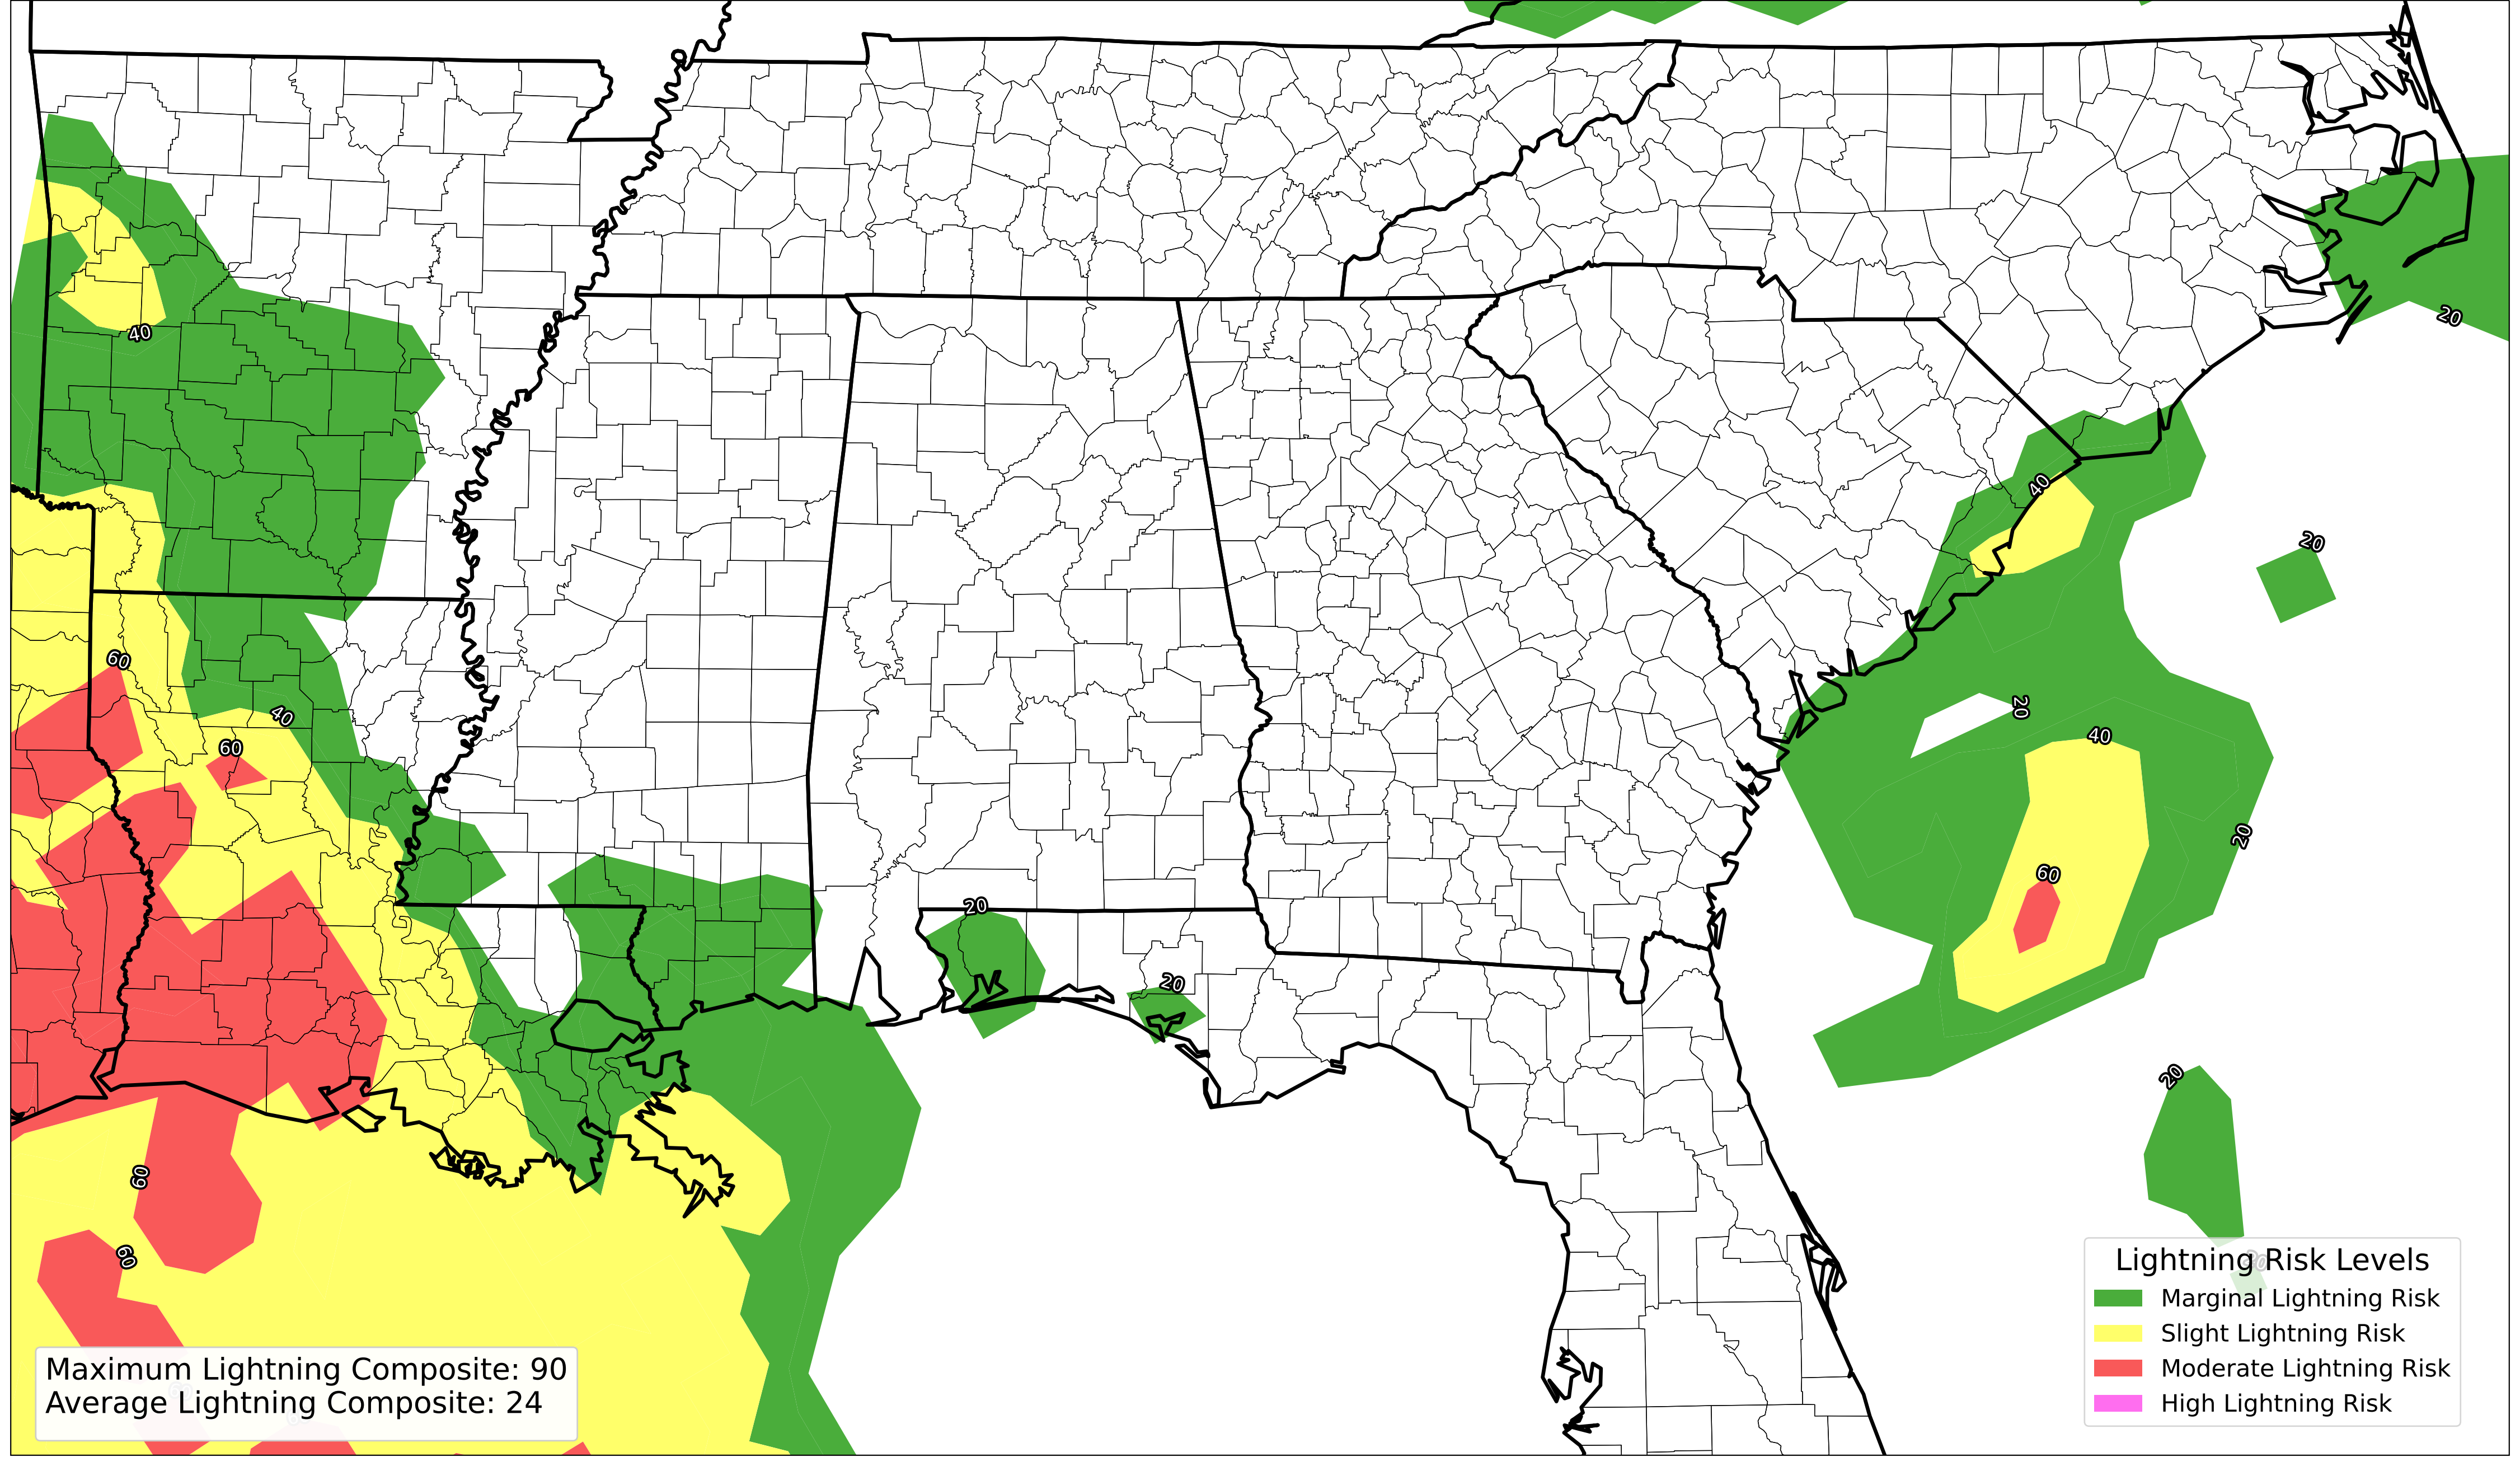 40
20
40
20
60
20
40
60
40
20
60
20
20
20
60
60
20
Maximum Lightning Composite: 90
Average Lightning Composite: 24
Lightning Risk Levels
Marginal Lightning Risk
Slight Lightning Risk
Moderate Lightning Risk
High Lightning Risk